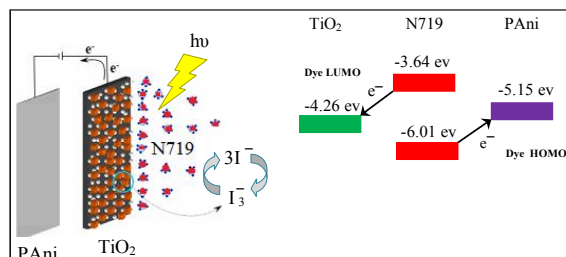 e⁻
e⁻
hυ
N719
3I⁻
I₃⁻
PAni
TiO₂
TiO₂ N719 PAni
Dye LUMO
-3.64 ev
e⁻
-4.26 ev
-5.15 ev
-6.01 ev
e⁻
Dye HOMO